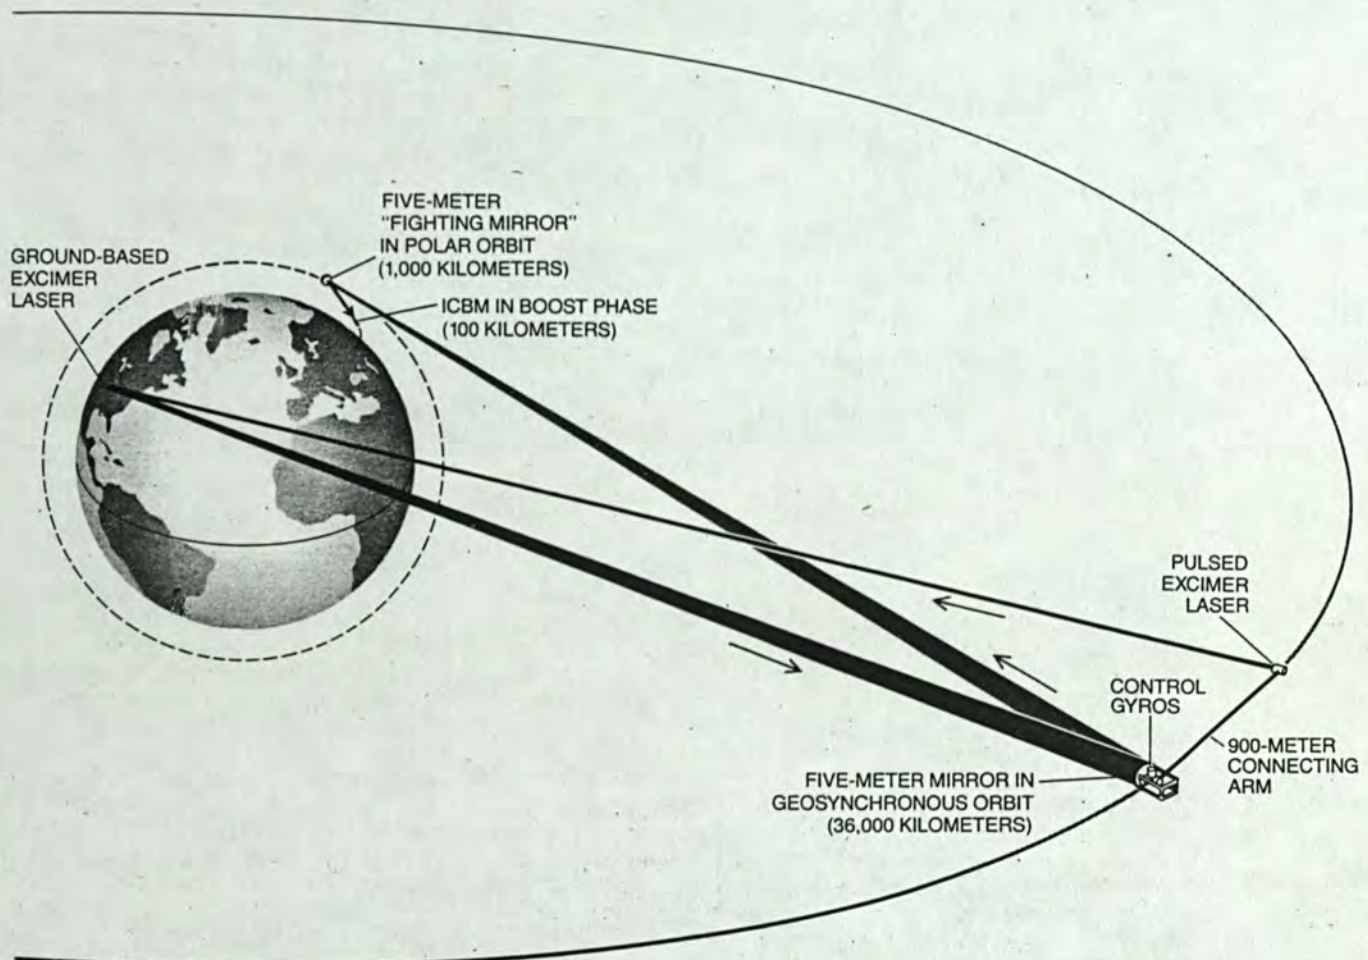 FIVE-METER
"FIGHTING MIRROR"
IN POLAR ORBIT
(1,000 KILOMETERS)
GROUND-BASED
EXCIMER
LASER
ICBM IN BOOST PHASE
(100 KILOMETERS)
PULSED
EXCIMER
LASER
CONTROL
GYROS
900-METER
CONNECTING
ARM
FIVE-METER MIRROR IN
GEOSYNCHRONOUS ORBIT
(36,000 KILOMETERS)